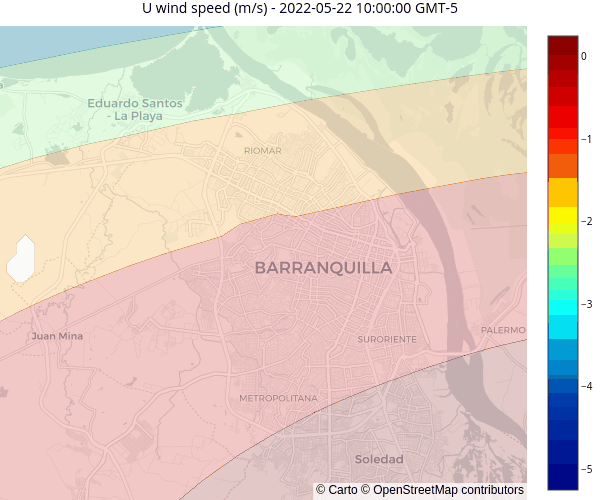 U wind speed (m/s) - 2022-05-22 10:00:00 GMT-5
0
Eduardo Santos
- La Playa
−1
RIOMAR
−2
BARRANQUILLA
−3
Juan Mina
SURORIENTE
PALERMO
−4
METROPOLITANA
Soledad
−5
© Carto © OpenStreetMap contributors